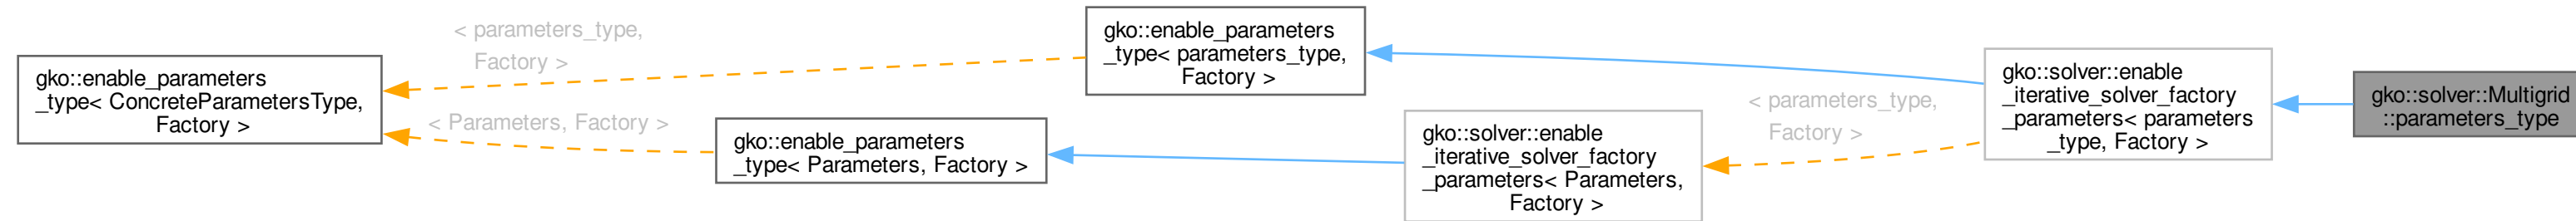 gko::enable_parameters
_type< ConcreteParametersType,
Factory >
< parameters_type,
Factory >
< Parameters, Factory >
gko::enable_parameters
_type< parameters_type,
Factory >
gko::enable_parameters
_type< Parameters, Factory >
gko::solver::enable
_iterative_solver_factory
_parameters< Parameters,
Factory >
< parameters_type,
Factory >
gko::solver::enable
_iterative_solver_factory
_parameters< parameters
_type, Factory >
gko::solver::Multigrid
::parameters_type